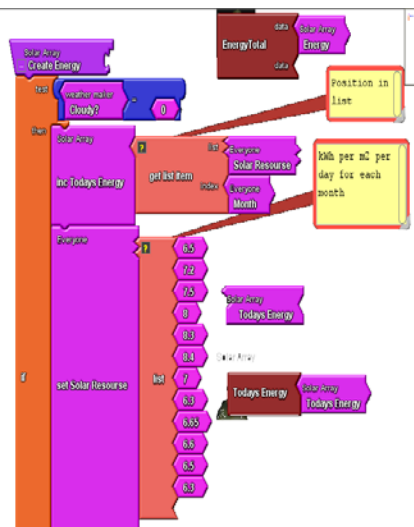 Solar Array
Create Energy
test
weather maker
Cloudy?
=
0
then
Solar Array
inc Todays Energy
get list item
list
Everyone
Solar Resourse
index
Everyone
Month
Everyone
set Solar Resourse
list
6.5
7.2
7.5
8
8.3
8.4
7
6.3
6.65
6.6
6.5
6.3
if
EnergyTotal
data
Solar Array
Energy
data
Position in
list
kWh per m2 per
day for each
month
Solar Array
Todays Energy
Solar Array
Todays Energy
Solar Array
Todays Energy